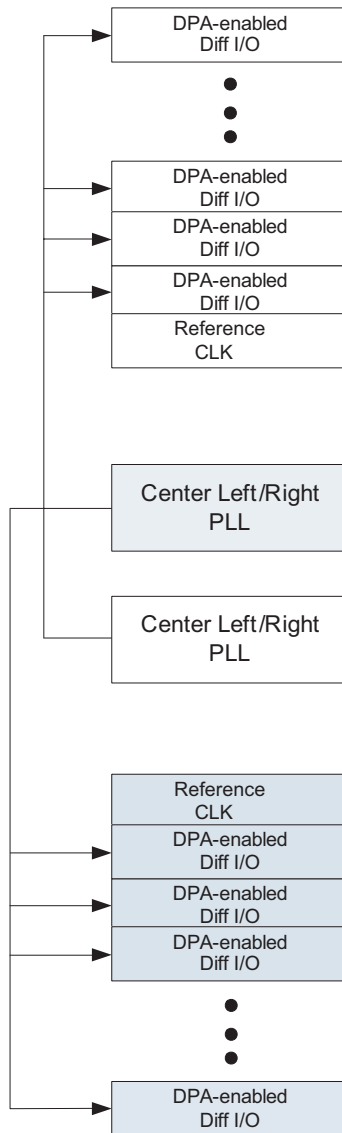 DPA-enabled
Diff I/O
DPA-enabled
Diff I/O
DPA-enabled
Diff I/O
DPA-enabled
Diff I/O
Reference
CLK
Center Left/Right
PLL
Center Left/Right
PLL
Reference
CLK
DPA-enabled
Diff I/O
DPA-enabled
Diff I/O
DPA-enabled
Diff I/O
DPA-enabled
Diff I/O